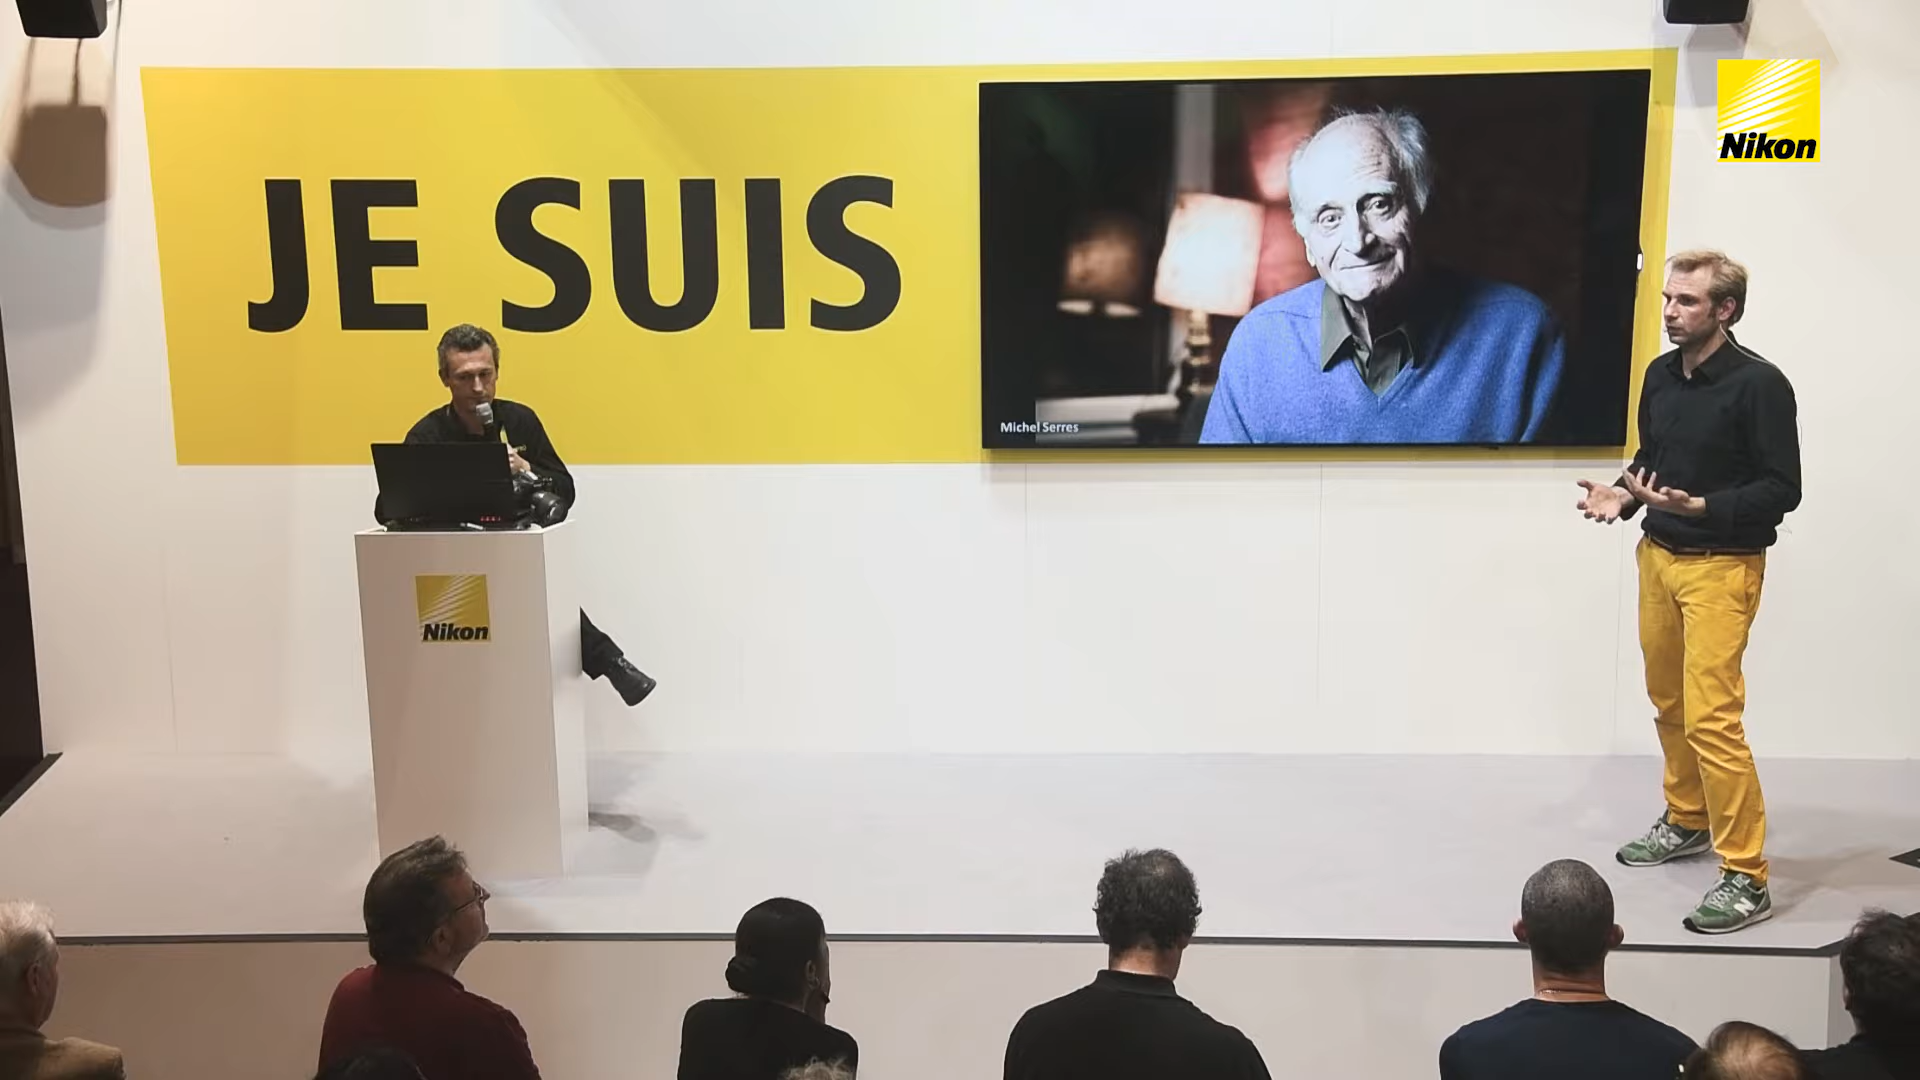 JE SUIS
Nikon
Michel Serres
Nikon
N